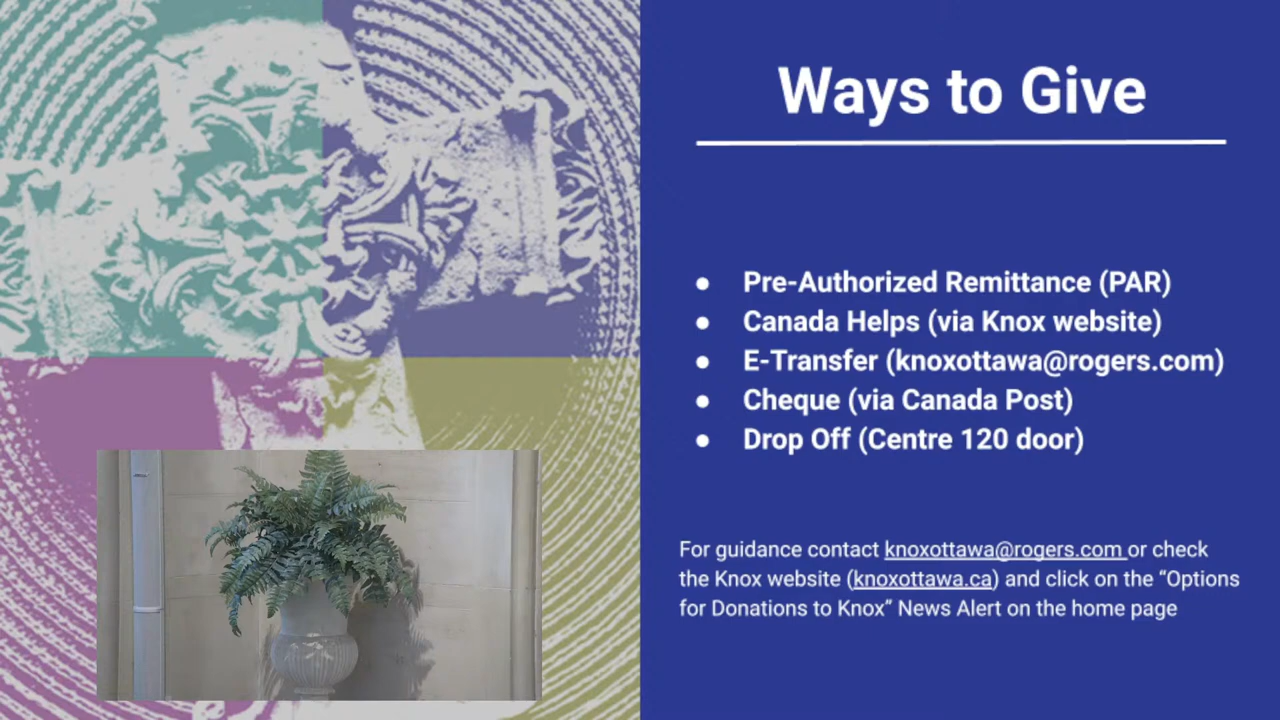 Ways to Give
● Pre-Authorized Remittance (PAR)
● Canada Helps (via Knox website)
● E-Transfer (knoxottawa@rogers.com)
● Cheque (via Canada Post)
● Drop Off (Centre 120 door)
For guidance contact knoxottawa@rogers.com or check
the Knox website (knoxottawa.ca) and click on the “Options
for Donations to Knox” News Alert on the home page